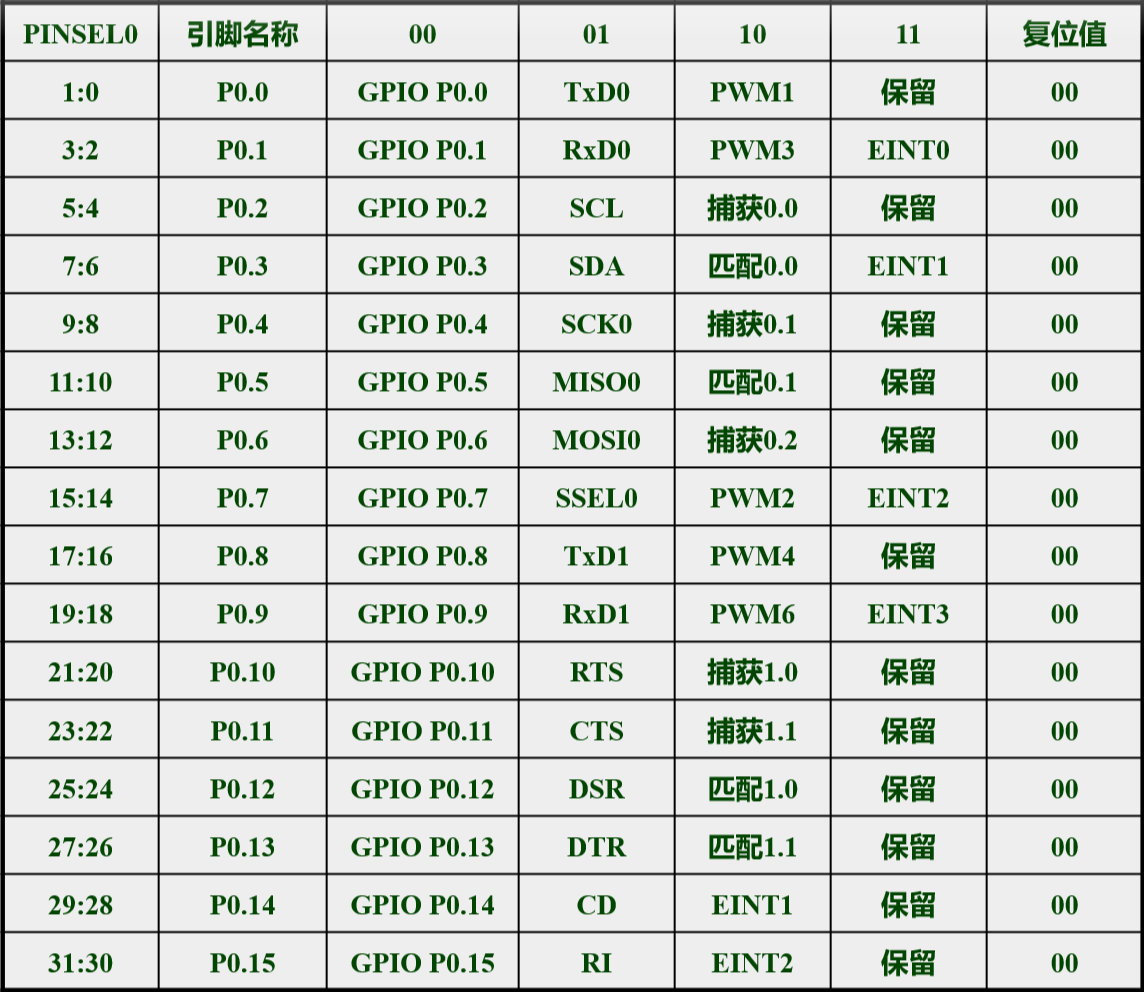 PINSEL0 引脚名称 00 01 10 11 复位值
1:0 P0.0 GPIO P0.0 TxD0 PWM1 保留 00
3:2 P0.1 GPIO P0.1 RxD0 PWM3 EINT0 00
5:4 P0.2 GPIO P0.2 SCL 捕获0.0 保留 00
7:6 P0.3 GPIO P0.3 SDA 匹配0.0 EINT1 00
9:8 P0.4 GPIO P0.4 SCK0 捕获0.1 保留 00
11:10 P0.5 GPIO P0.5 MISO0 匹配0.1 保留 00
13:12 P0.6 GPIO P0.6 MOSI0 捕获0.2 保留 00
15:14 P0.7 GPIO P0.7 SSEL0 PWM2 EINT2 00
17:16 P0.8 GPIO P0.8 TxD1 PWM4 保留 00
19:18 P0.9 GPIO P0.9 RxD1 PWM6 EINT3 00
21:20 P0.10 GPIO P0.10 RTS 捕获1.0 保留 00
23:22 P0.11 GPIO P0.11 CTS 捕获1.1 保留 00
25:24 P0.12 GPIO P0.12 DSR 匹配1.0 保留 00
27:26 P0.13 GPIO P0.13 DTR 匹配1.1 保留 00
29:28 P0.14 GPIO P0.14 CD EINT1 保留 00
31:30 P0.15 GPIO P0.15 RI EINT2 保留 00